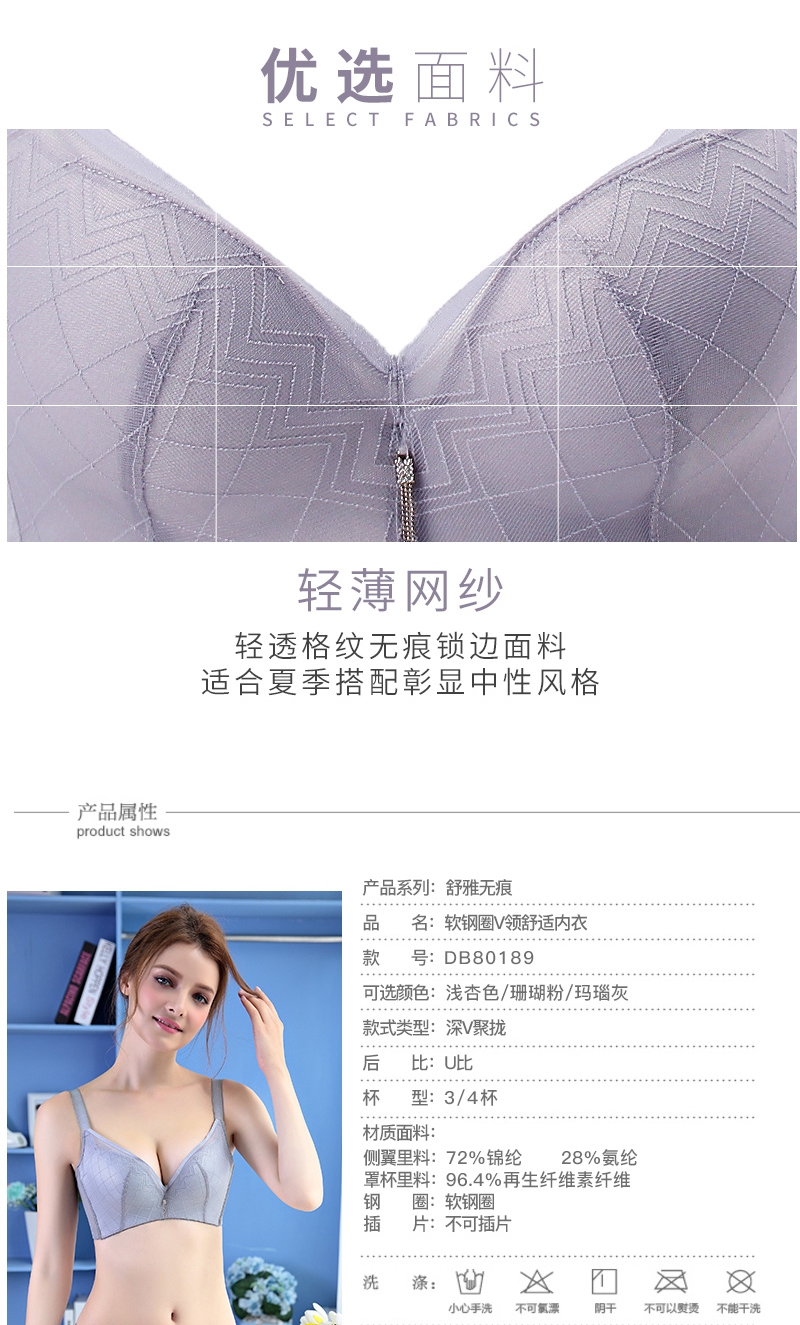 优选面料
SELECT FABRICS
轻薄网纱
轻透格纹无痕锁边面料
适合夏季搭配彰显中性风格
产品属性
product shows
产品系列：舒雅无痕
品 名：软钢圈V领舒适内衣
款 号：DB80189
可选颜色：浅杏色/珊瑚粉/玛瑙灰
款式类型：深V聚拢
后 比：U比
杯 型：3/4杯
材质面料：
侧翼里料：72%锦纶 28%氨纶
罩杯里料：96.4%再生纤维素纤维
钢 圈：软钢圈
插 片：不可插片
洗 涤：
小心手洗 不可氯漂 阴干 不可以熨烫 不能干洗